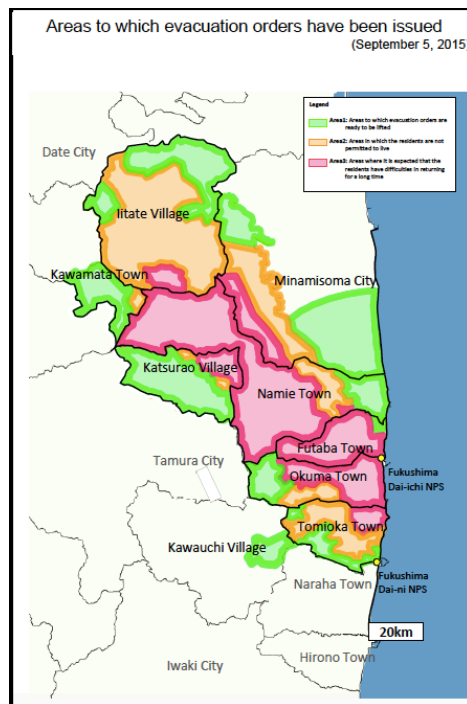 Areas to which evacuation orders have been issued
(September 5, 2015)
Legend
Area1: Areas to which evacuation orders are
ready to be lifted
Area2: Areas in which the residents are not
permitted to live
Area3: Areas where it is expected that the
residents have difficulties in returning
for a long time
Date City
Iitate Village
Kawamata Town
Minamisoma City
Katsurao Village
Namie Town
Futaba Town
Tamura City
Okuma Town
Fukushima
Dai-ichi NPS
Tomioka Town
Kawauchi Village
Fukushima
Dai-ni NPS
Naraha Town
20km
Iwaki City
Hirono Town